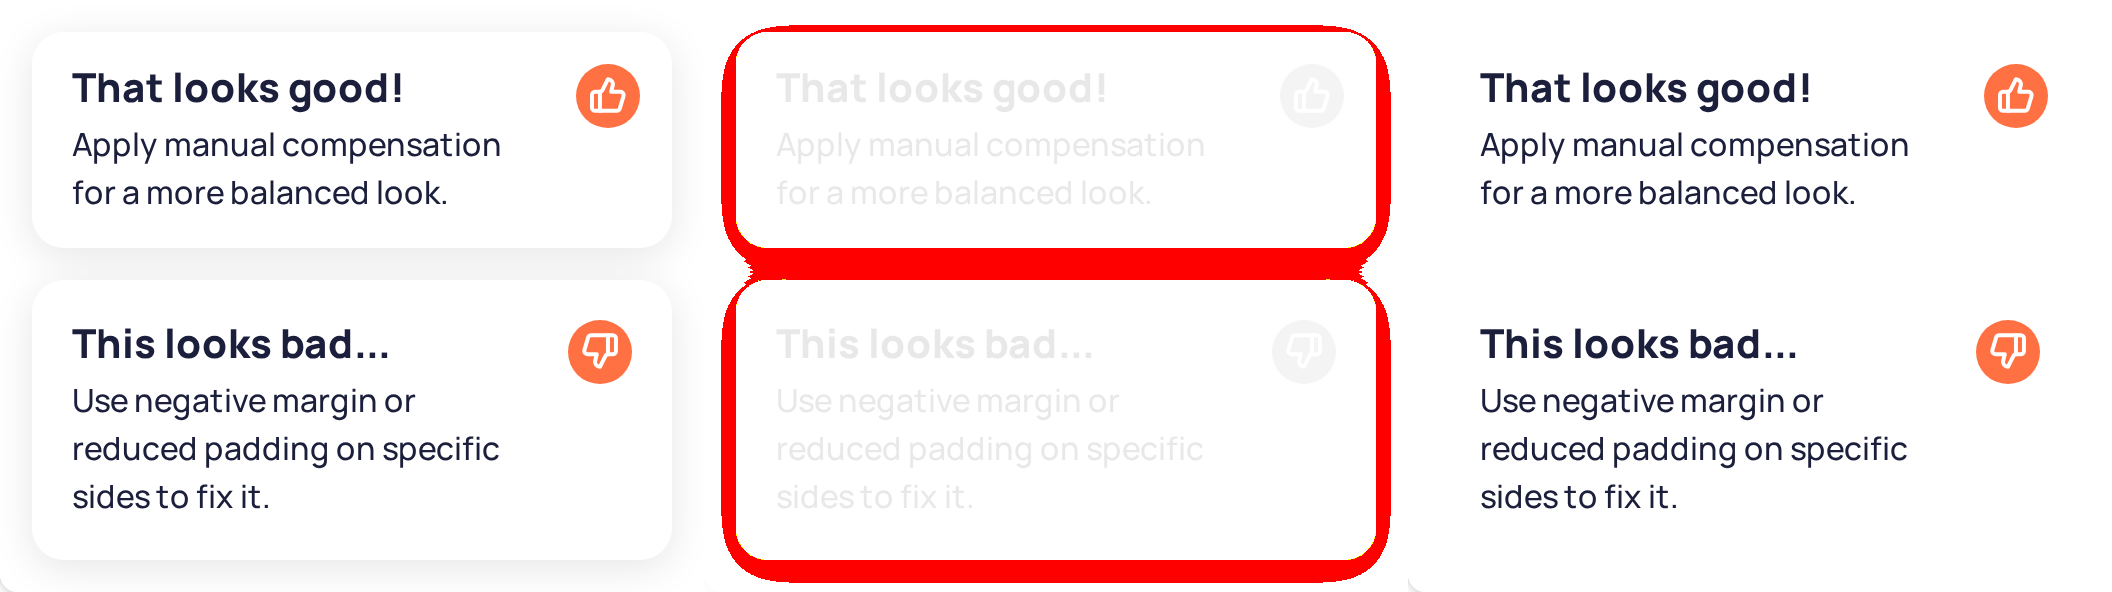 That looks good!
Apply manual compensation
for a more balanced look.
This looks bad...
Use negative margin or
reduced padding on specific
sides to fix it.
That looks good!
Apply manual compensation
for a more balanced look.
This looks bad...
Use negative margin or
reduced padding on specific
sides to fix it.
That looks good!
Apply manual compensation
for a more balanced look.
This looks bad...
Use negative margin or
reduced padding on specific
sides to fix it.